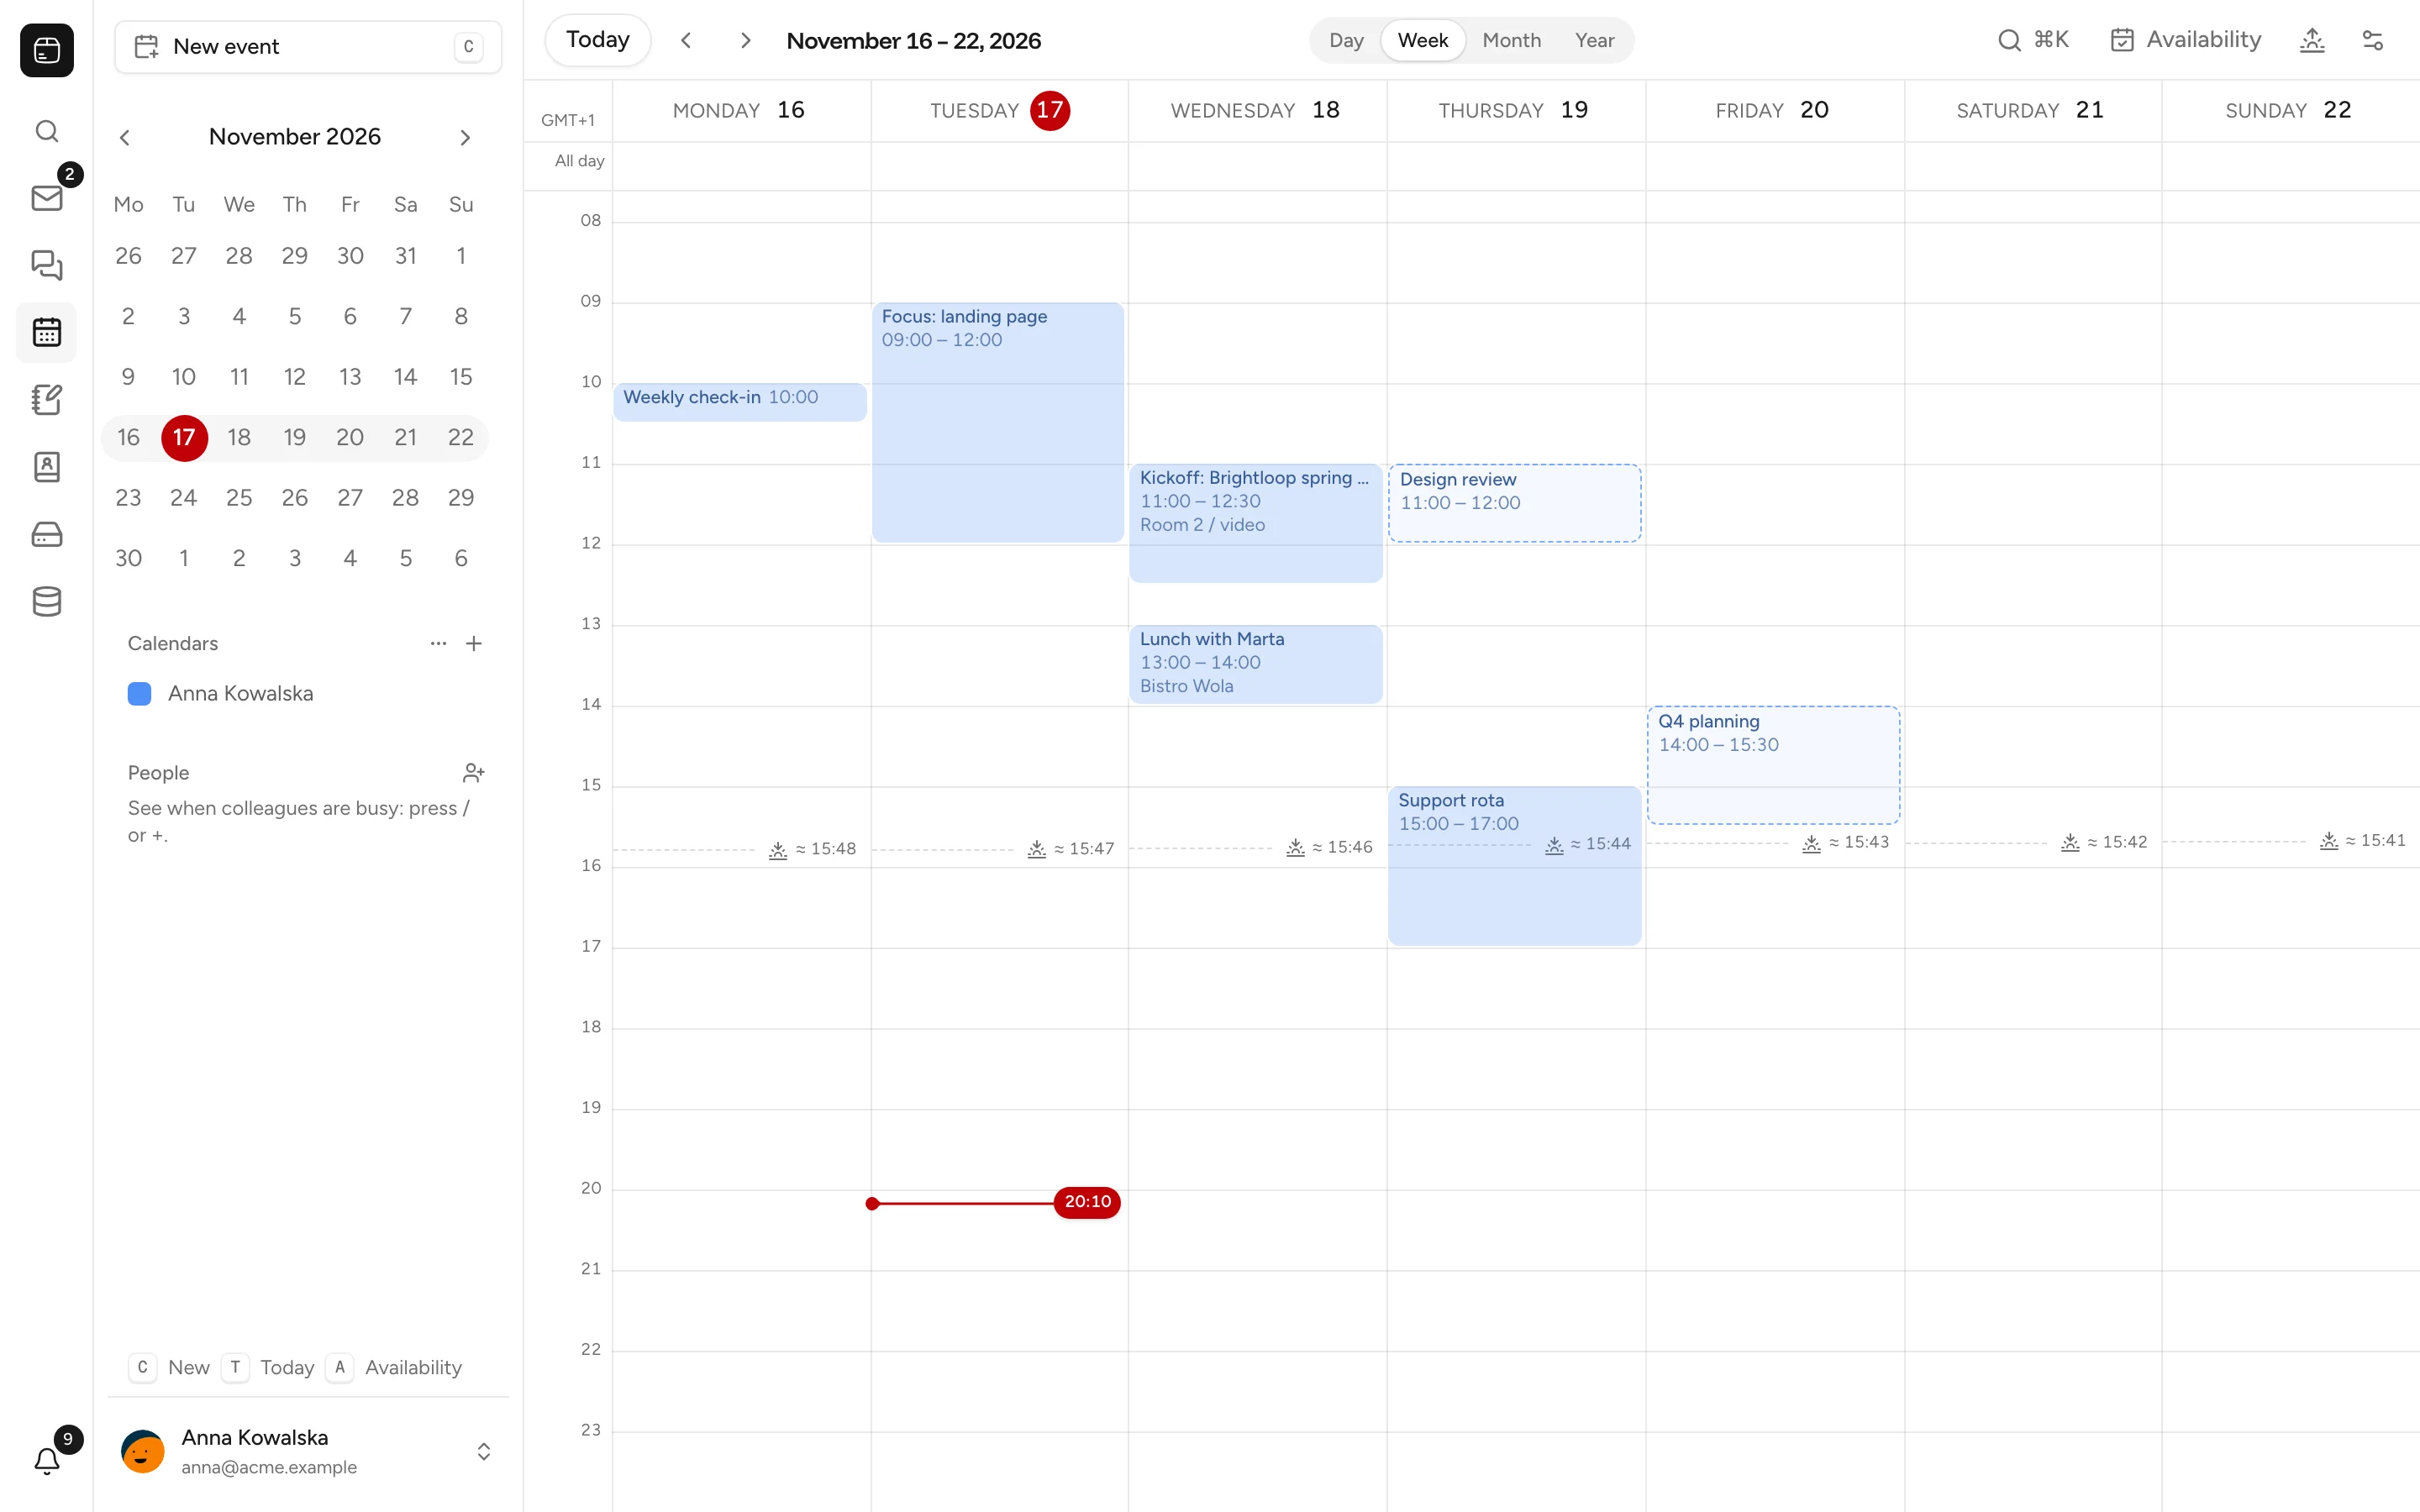 New event
C
2
November 2026
Mo Tu We Th Fr Sa Su
26 27 28 29 30 31 1
2 3 4 5 6 7 8
9 10 11 12 13 14 15
16 17 18 19 20 21 22
23 24 25 26 27 28 29
30 1 2 3 4 5 6
Calendars
Anna Kowalska
People
See when colleagues are busy: press /
or +.
C New T Today A Availability
9
Anna Kowalska
anna@acme.example
Today
November 16 – 22, 2026
Day Week Month Year
⌘K
Availability
GMT+1
MONDAY 16
TUESDAY 17
WEDNESDAY 18
THURSDAY 19
FRIDAY 20
SATURDAY 21
SUNDAY 22
All day
08
09
10
11
12
13
14
15
16
17
18
19
20
21
22
23
Weekly check-in 10:00
≈ 15:48
Focus: landing page
09:00 – 12:00
≈ 15:47
20:10
Kickoff: Brightloop spring ...
11:00 – 12:30
Room 2 / video
Lunch with Marta
13:00 – 14:00
Bistro Wola
≈ 15:46
Design review
11:00 – 12:00
Support rota
15:00 – 17:00
≈ 15:44
Q4 planning
14:00 – 15:30
≈ 15:43
≈ 15:42
≈ 15:41